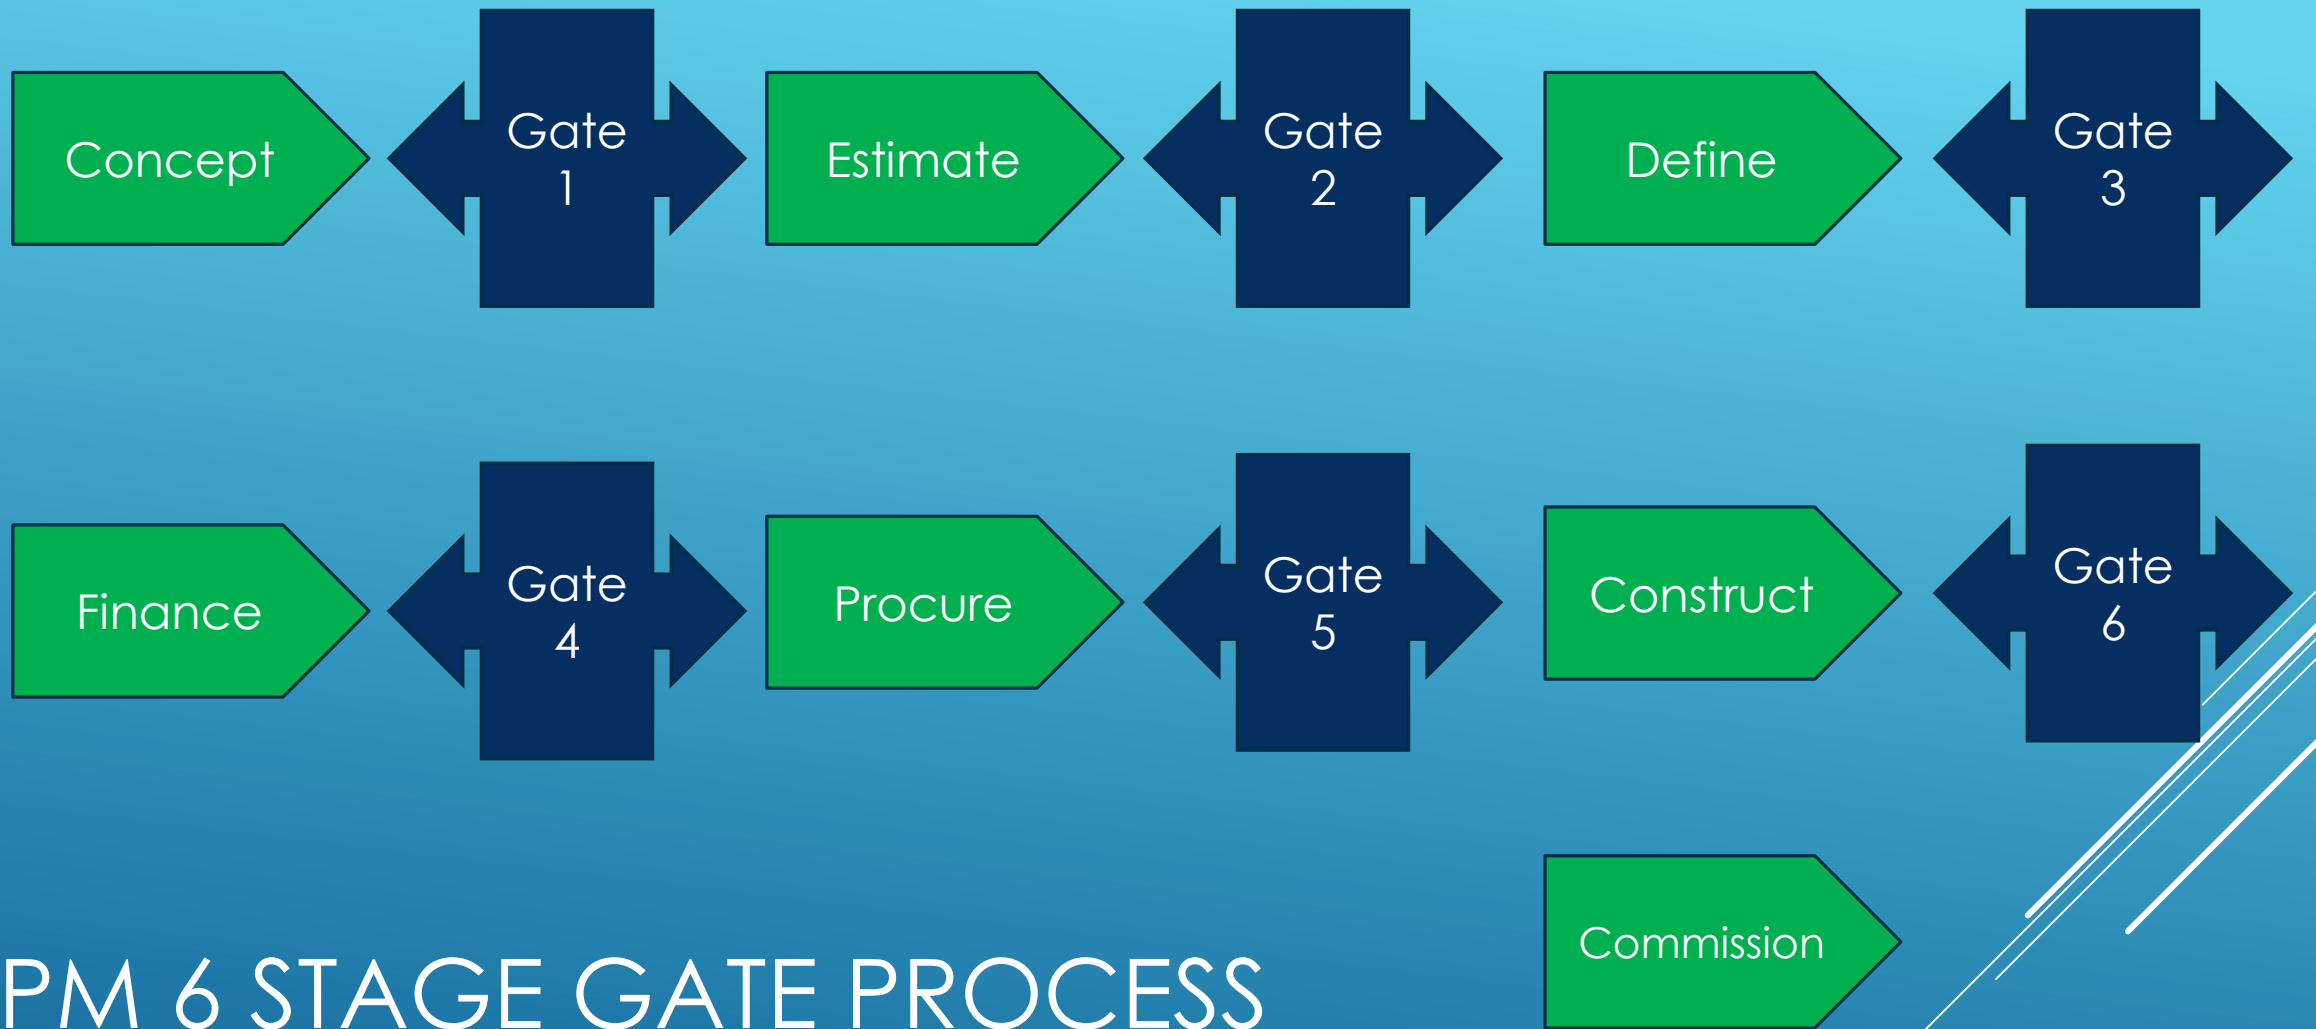 Concept
Gate
1
Estimate
Gate
2
Define
Gate
3
Finance
Gate
4
Procure
Gate
5
Construct
Gate
6
Commission
PM 6 STAGE GATE PROCESS